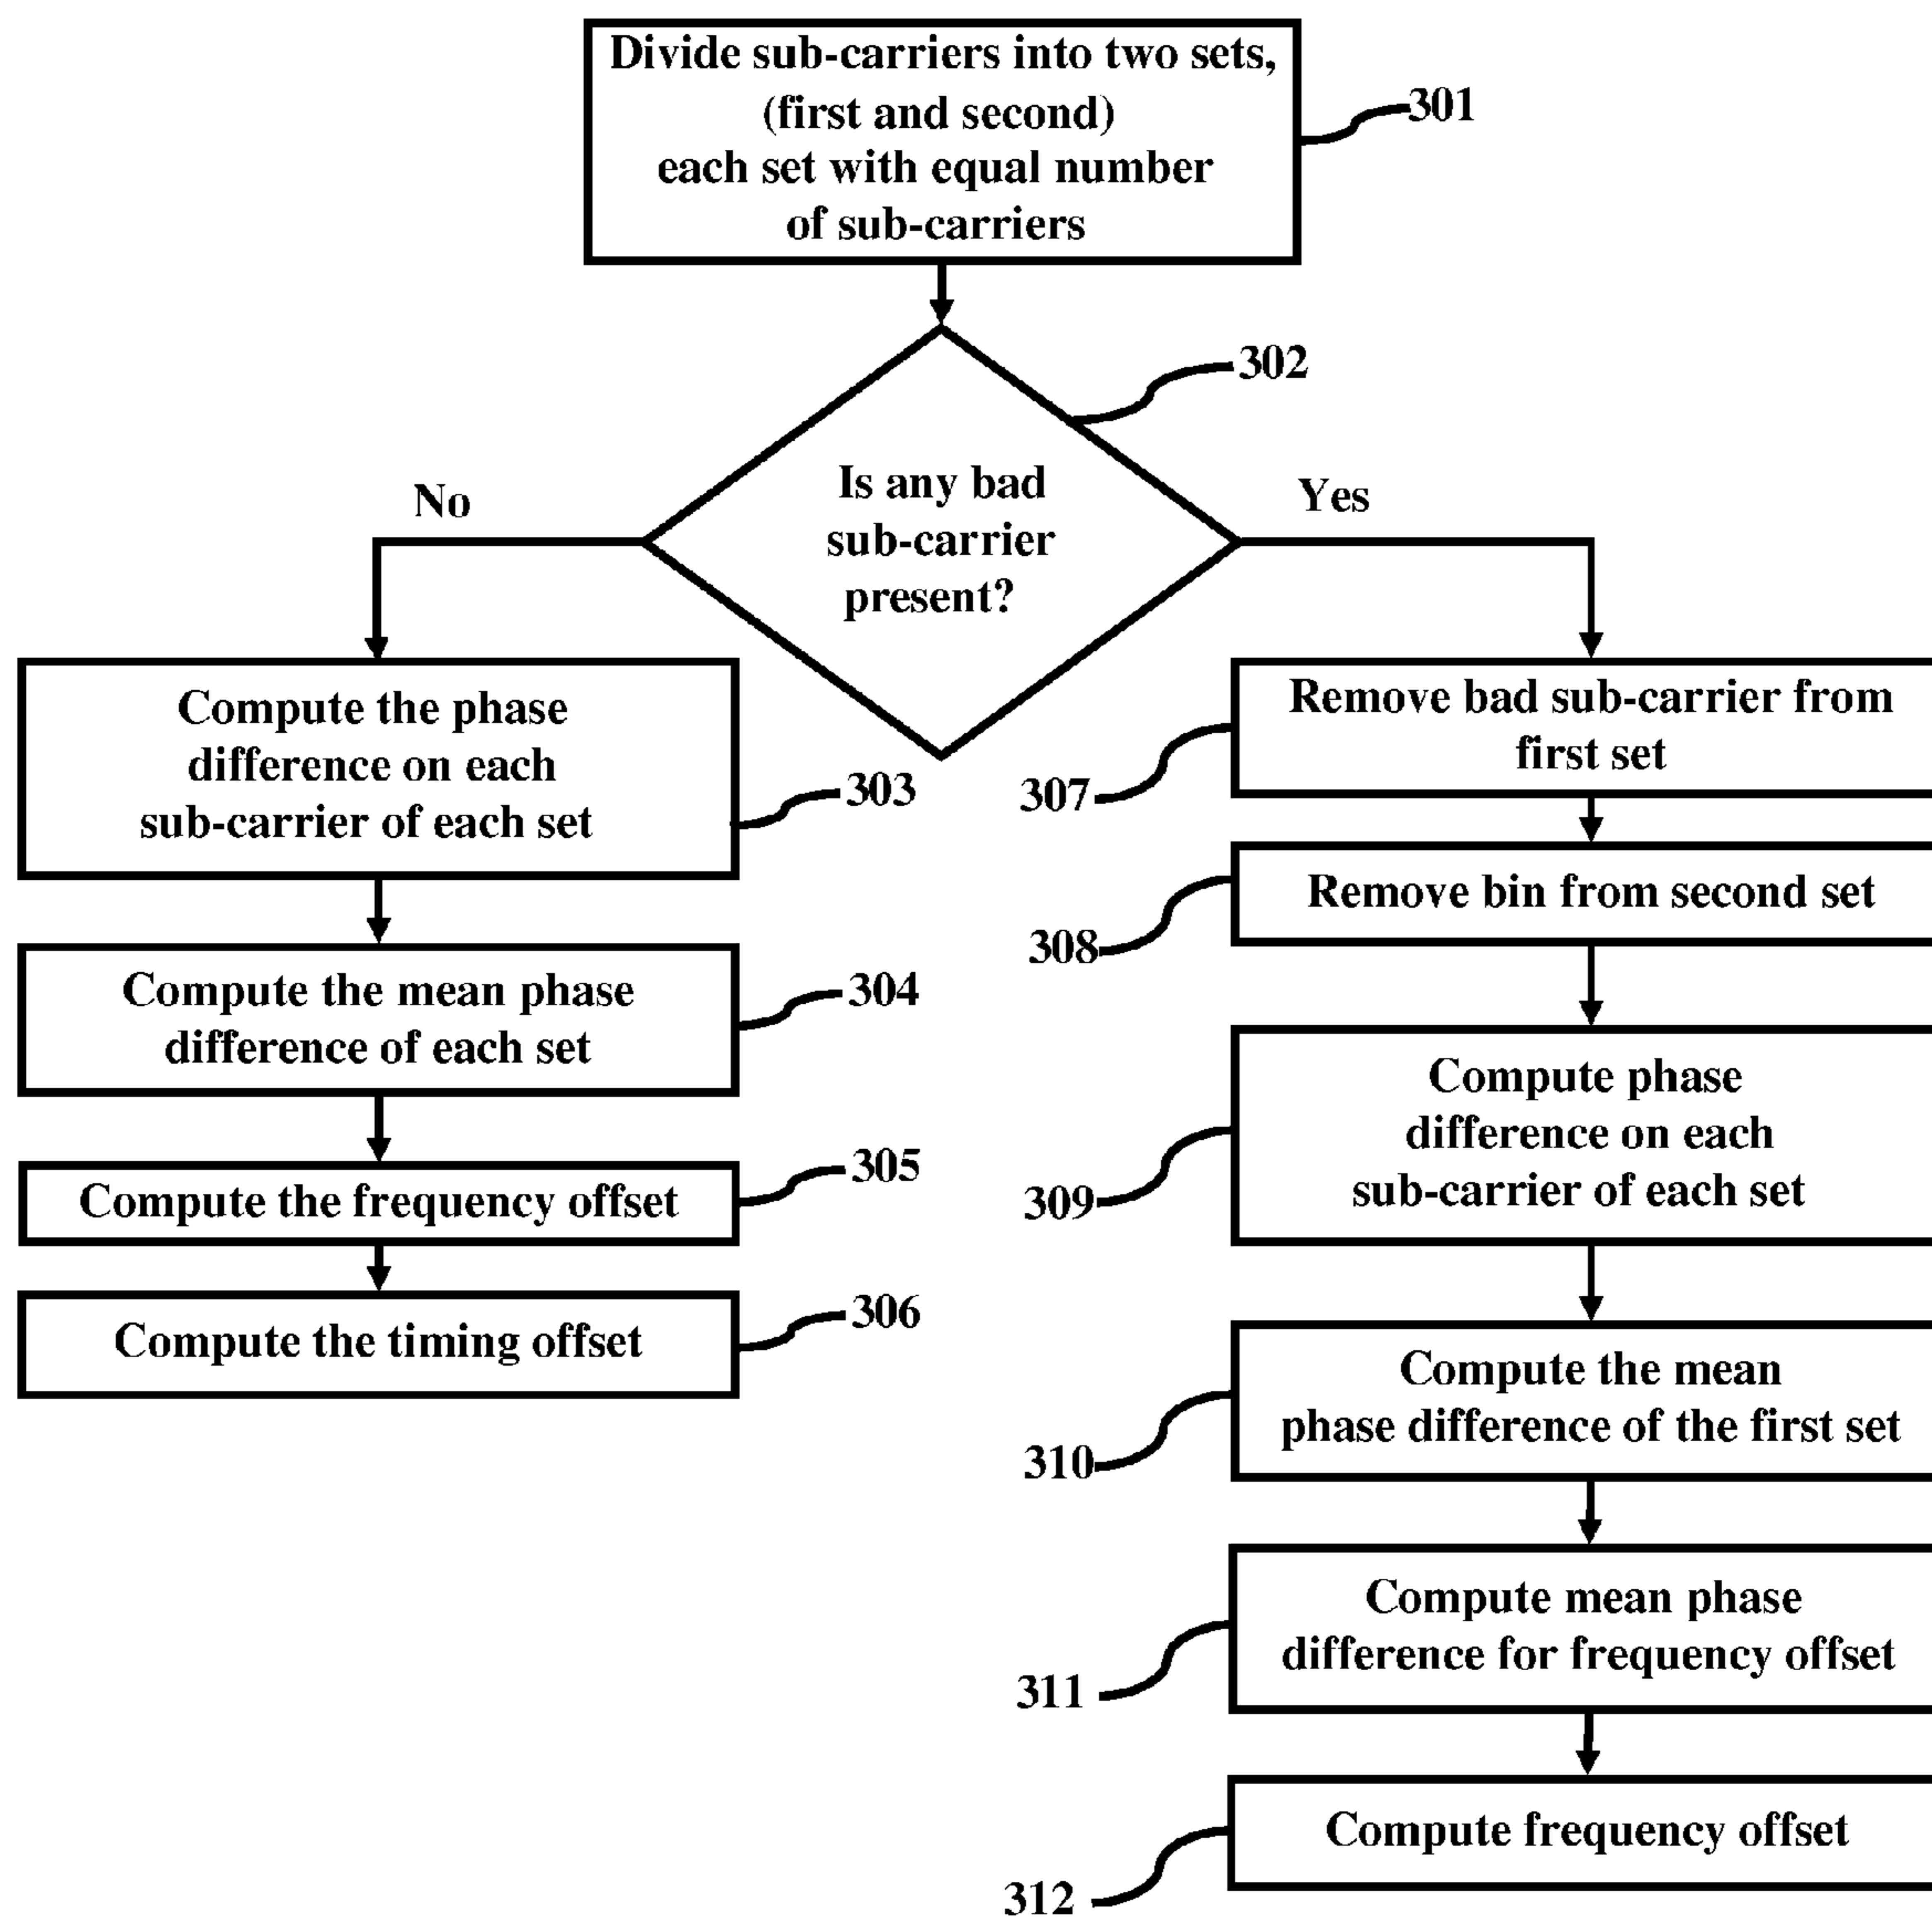 Divide sub-carriers into two sets,
(first and second)
each set with equal number
of sub-carriers
301
302
Is any bad
sub-carrier
present?
No
Yes
Compute the phase
difference on each
sub-carrier of each set
303
Compute the mean phase
difference of each set
304
Compute the frequency offset
305
Compute the timing offset
306
Remove bad sub-carrier from
first set
307
Remove bin from second set
308
Compute phase
difference on each
sub-carrier of each set
309
Compute the mean
phase difference of the first set
310
Compute mean phase
difference for frequency offset
311
Compute frequency offset
312